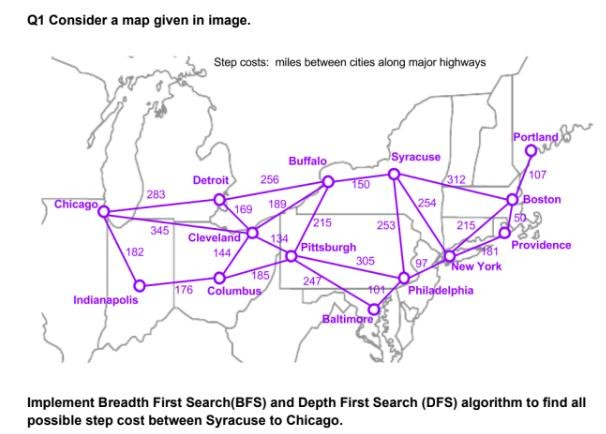 Q1 Consider a map given in image.
Step costs: miles between cities along major highways
Portland
Buffalo
Syracuse
107
Detroit
256
150
312
283
Chicago
169
189
254
Boston
50
345
Cleveland
215
253
215
Providence
182
134
Pittsburgh
144
305
97
181
New York
185
247
Indianapolis
176
Columbus
101
Philadelphia
Baltimore
Implement Breadth First Search(BFS) and Depth First Search (DFS) algorithm to find all
possible step cost between Syracuse to Chicago.